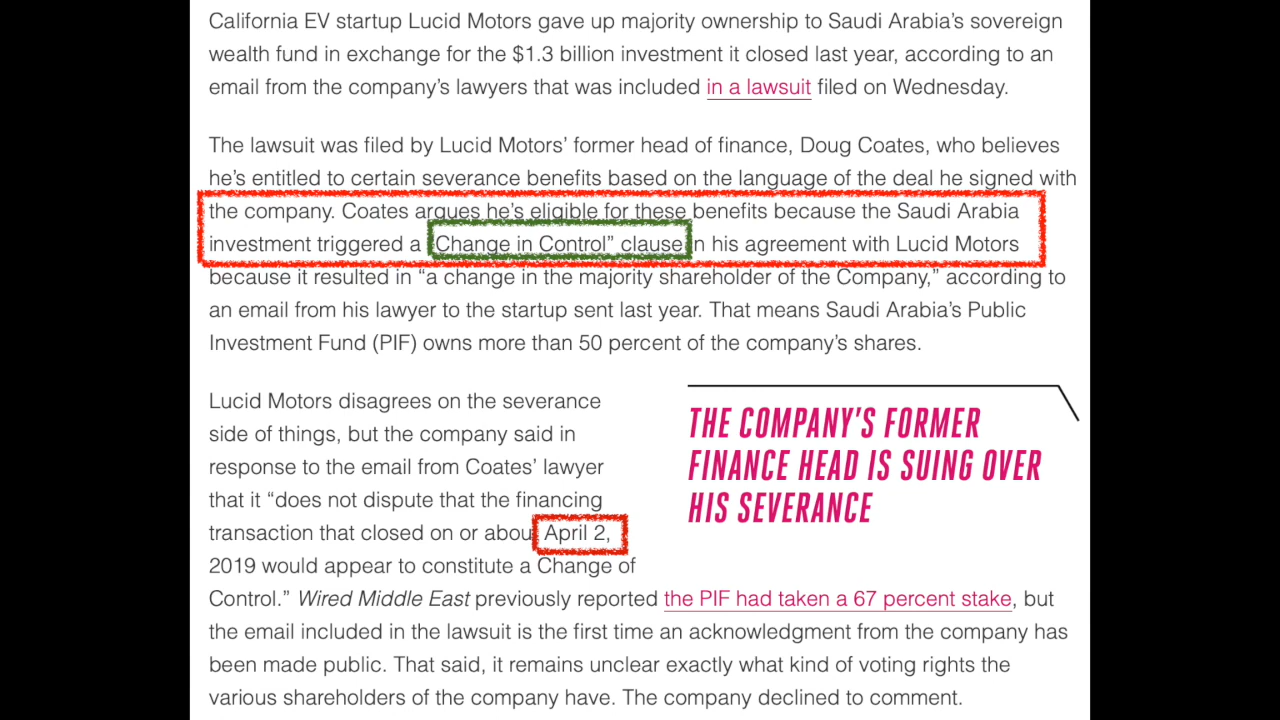 California EV startup Lucid Motors gave up majority ownership to Saudi Arabia’s sovereign
wealth fund in exchange for the $1.3 billion investment it closed last year, according to an
email from the company’s lawyers that was included in a lawsuit filed on Wednesday.
The lawsuit was filed by Lucid Motors’ former head of finance, Doug Coates, who believes
he’s entitled to certain severance benefits based on the language of the deal he signed with
the company. Coates argues he’s eligible for these benefits because the Saudi Arabia
investment triggered a Change in Control” clause in his agreement with Lucid Motors
because it resulted in “a change in the majority shareholder of the Company,” according to
an email from his lawyer to the startup sent last year. That means Saudi Arabia’s Public
Investment Fund (PIF) owns more than 50 percent of the company’s shares.
Lucid Motors disagrees on the severance
side of things, but the company said in
response to the email from Coates’ lawyer
that it “does not dispute that the financing
transaction that closed on or about April 2,
2019 would appear to constitute a Change of
Control.” Wired Middle East previously reported the PIF had taken a 67 percent stake, but
the email included in the lawsuit is the first time an acknowledgment from the company has
been made public. That said, it remains unclear exactly what kind of voting rights the
various shareholders of the company have. The company declined to comment.
THE COMPANY’S FORMER
FINANCE HEAD IS SUING OVER
HIS SEVERANCE